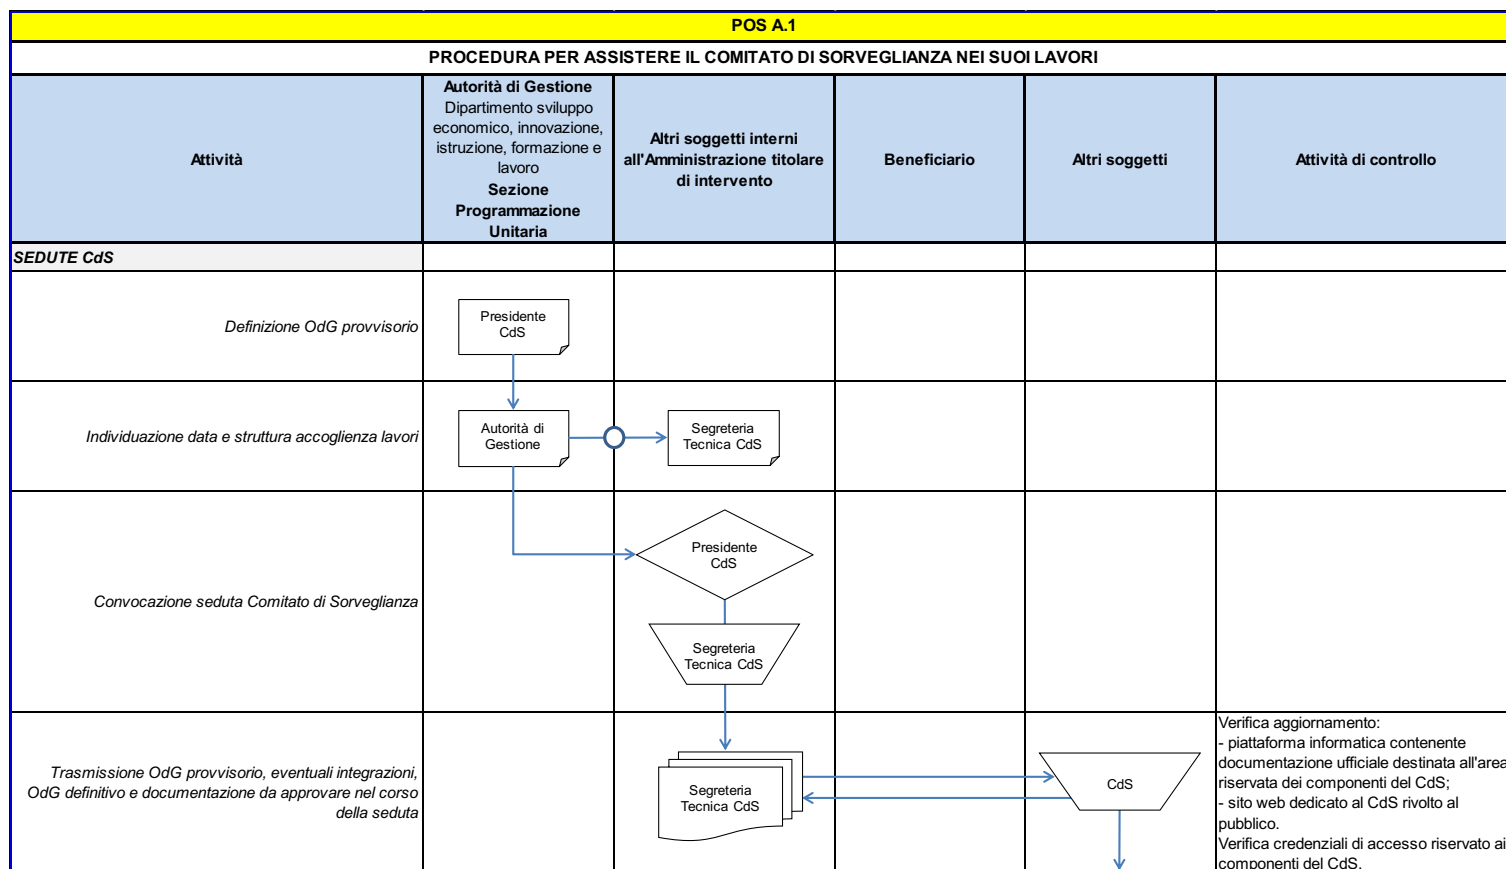 POS A.1
PROCEDURA PER ASSISTERE IL COMITATO DI SORVEGLIANZA NEI SUOI LAVORI
Attività
Autorità di Gestione
Dipartimento sviluppo
economico, innovazione,
istruzione, formazione e
lavoro
Sezione
Programmazione
Unitaria
Altri soggetti interni
all'Amministrazione titolare
di intervento
Beneficiario
Altri soggetti
Attività di controllo
SEDUTE CdS
Definizione OdG provvisorio
Presidente
CdS
Individuazione data e struttura accoglienza lavori
Autorità di
Gestione
Segreteria
Tecnica CdS
Convocazione seduta Comitato di Sorveglianza
Presidente
CdS
Segreteria
Tecnica CdS
Trasmissione OdG provvisorio, eventuali integrazioni,
OdG definitivo e documentazione da approvare nel corso
della seduta
Segreteria
Tecnica CdS
CdS
Verifica aggiornamento:
- piattaforma informatica contenente
documentazione ufficiale destinata all'area
riservata dei componenti del CdS;
- sito web dedicato al CdS rivolto al
pubblico.
Verifica credenziali di accesso riservato ai
componenti del CdS.